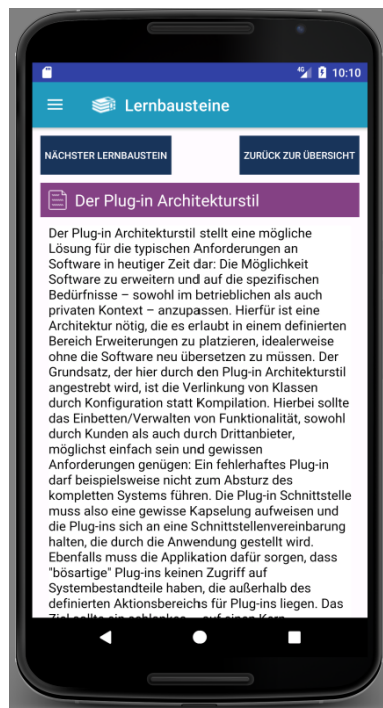 4G 10:10
Lernbausteine
NÄCHSTER LERNBAUSTEIN ZURÜCK ZUR ÜBERSICHT
Der Plug-in Architekturstil
Der Plug-in Architekturstil stellt eine mögliche
Lösung für die typischen Anforderungen an
Software in heutiger Zeit dar: Die Möglichkeit
Software zu erweitern und auf die spezifischen
Bedürfnisse – sowohl im betrieblichen als auch
privaten Kontext – anzupassen. Hierfür ist eine
Architektur nötig, die es erlaubt in einem definierten
Bereich Erweiterungen zu platzieren, idealerweise
ohne die Software neu übersetzen zu müssen. Der
Grundsatz, der hier durch den Plug-in Architekturstil
angestrebt wird, ist die Verlinkung von Klassen
durch Konfiguration statt Kompilation. Hierbei sollte
das Einbetten/Verwalten von Funktionalität, sowohl
durch Kunden als auch durch Drittanbieter,
möglichst einfach sein und gewissen
Anforderungen genügen: Ein fehlerhaftes Plug-in
darf beispielsweise nicht zum Absturz des
kompletten Systems führen. Die Plug-in Schnittstelle
muss also eine gewisse Kapselung aufweisen und
die Plug-ins sich an eine Schnittstellenvereinbarung
halten, die durch die Anwendung gestellt wird.
Ebenfalls muss die Applikation dafür sorgen, dass
"bösartige" Plug-ins keinen Zugriff auf
Systembestandteile haben, die außerhalb des
definierten Aktionsbereichs für Plug-ins liegen. Das
Ziel sollte ein schlankes – auf einen Kern